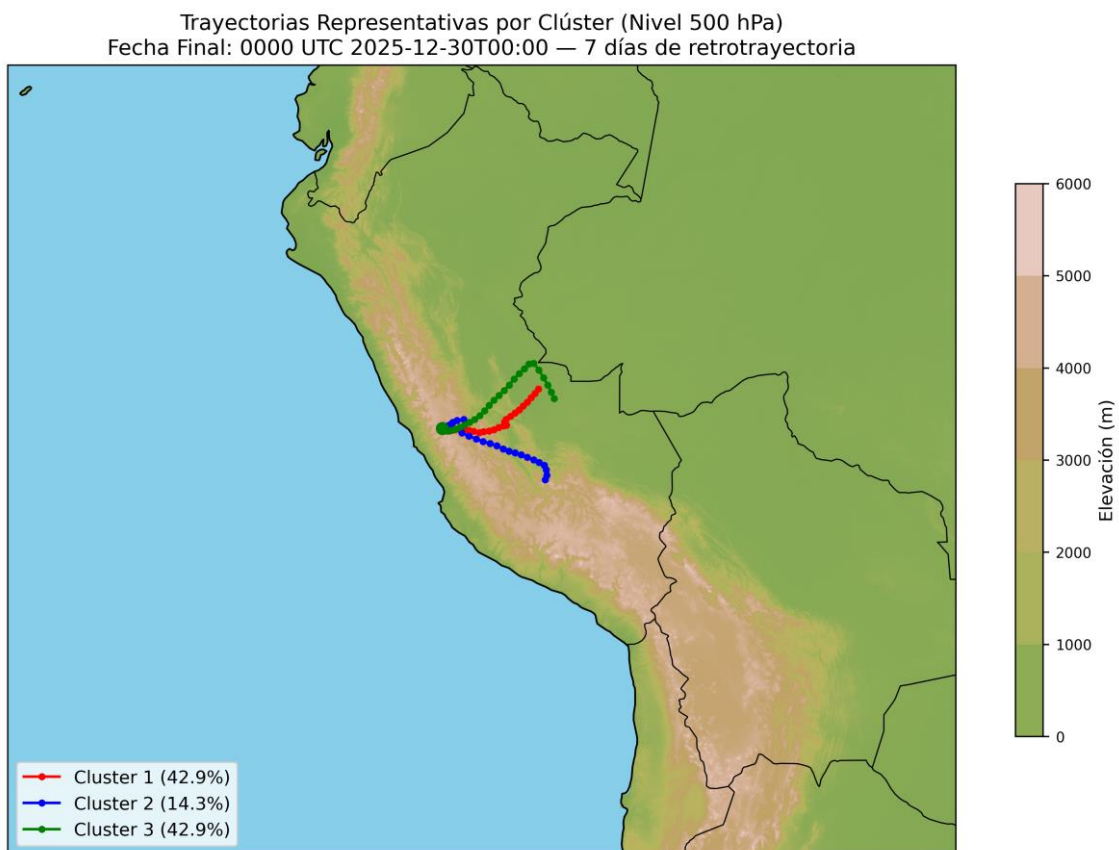 Trayectorias Representativas por Clúster (Nivel 500 hPa)
Fecha Final: 0000 UTC 2025-12-30T00:00 — 7 días de retrotrayectoria
6000
5000
4000
3000
2000
1000
0
Elevación (m)
Cluster 1 (42.9%)
Cluster 2 (14.3%)
Cluster 3 (42.9%)